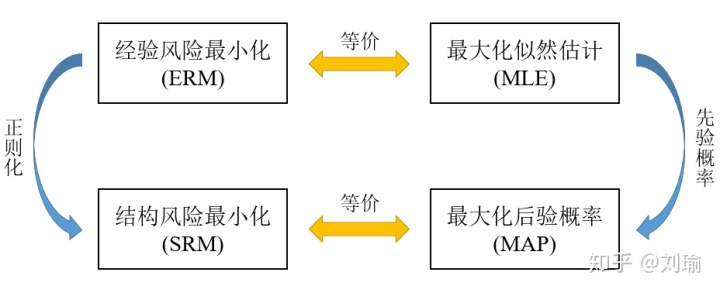 经验风险最小化
(ERM)
等价
最大化似然估计
(MLE)
正则化
先验概率
结构风险最小化
(SRM)
等价
最大化后验概率
(MAP)
知乎 @刘瑜